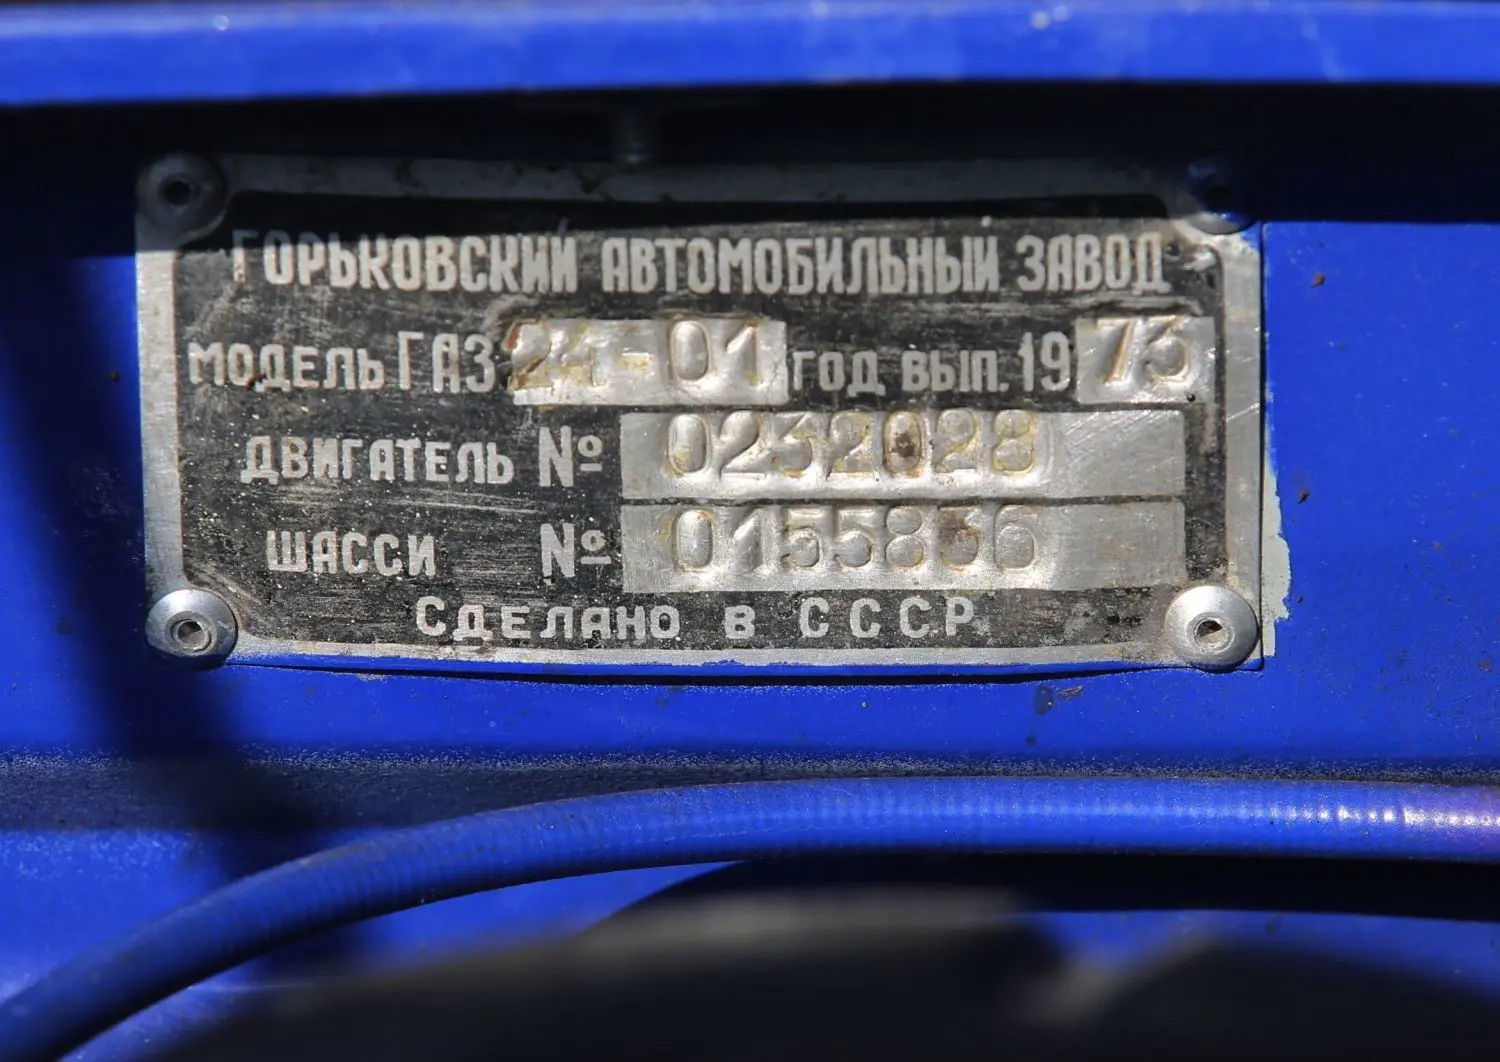 ГОРЬКОВСКИЙ АВТОМОБИЛЬНЫЙ ЗАВОД
МОДЕЛЬ ГАЗ 24-01 ГОД ВЫП. 1973
ДВИГАТЕЛЬ № 0232028
ШАССИ № 0155836
СДЕЛАНО В СССР